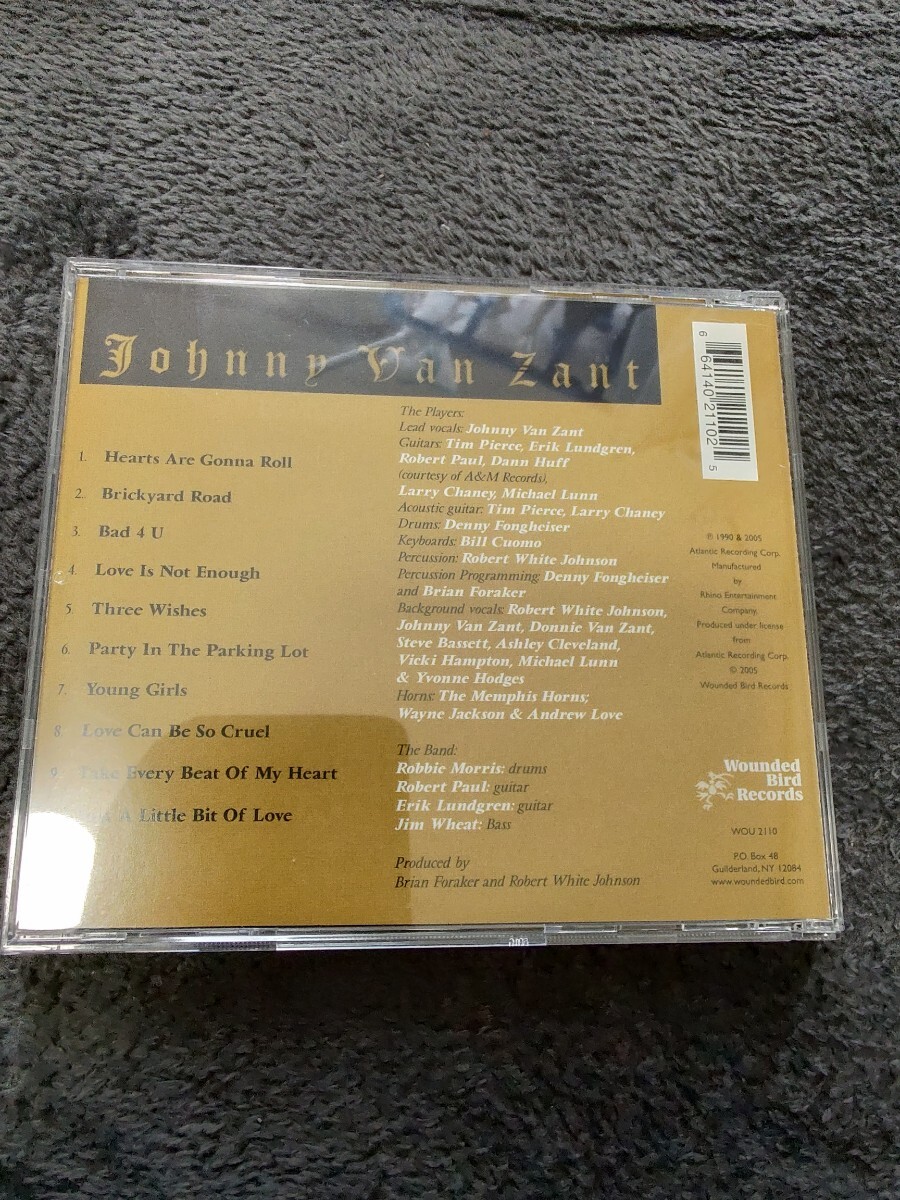 Johnny Van Zant
1. Hearts Are Gonna Roll
2. Brickyard Road
3. Bad 4 U
4. Love Is Not Enough
5. Three Wishes
6. Party In The Parking Lot
7. Young Girls
8. Love Can Be So Cruel
9. Take Every Beat Of My Heart
A Little Bit Of Love
The Players:
Lead vocals: Johnny Van Zant
Guitars: Tim Pierce, Erik Lundgren,
Robert Paul, Dann Huff
(courtesy of A&M Records),
Larry Chaney, Michael Lunn
Acoustic guitar: Tim Pierce, Larry Chaney
Drums: Denny Fongheiser
Keyboards: Bill Cuomo
Percussion: Robert White Johnson
Percussion Programming: Denny Fongheiser
and Brian Foraker
Background vocals: Robert White Johnson,
Johnny Van Zant, Donnie Van Zant,
Steve Bassett, Ashley Cleveland,
Vicki Hampton, Michael Lunn
& Yvonne Hodges
Horns: The Memphis Horns;
Wayne Jackson & Andrew Love
The Band:
Robbie Morris: drums
Robert Paul: guitar
Erik Lundgren: guitar
Jim Wheat: Bass
Produced by
Brian Foraker and Robert White Johnson
6 64140 21102 5
℗ 1990 & 2005
Atlantic Recording Corp.
Manufactured
by
Rhino Entertainment
Company.
Produced under license
from
Atlantic Recording Corp.
© 2005
Wounded Bird Records
Wounded
Bird
Records
WOU 2110
P.O. Box 48
Guilderland, NY 12084
www.woundedbird.com